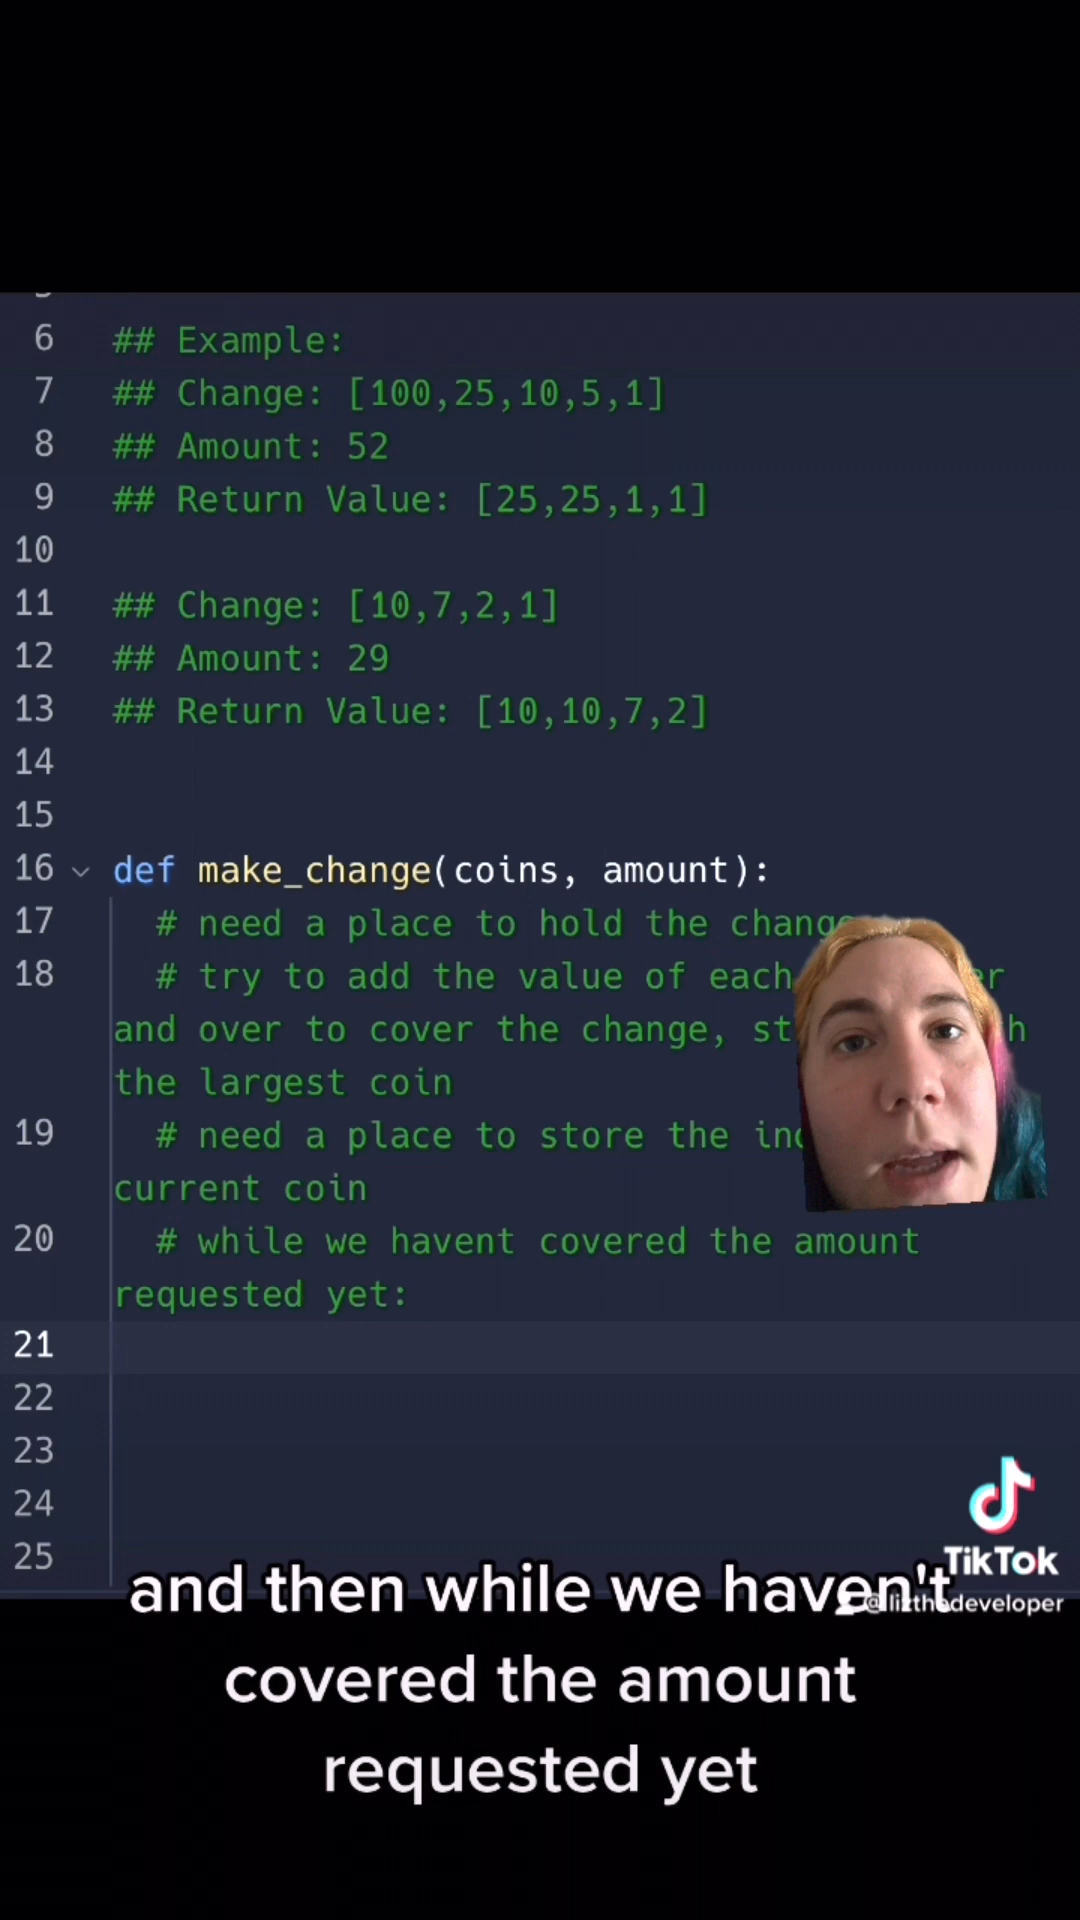 6 ## Example:
7 ## Change: [100,25,10,5,1]
8 ## Amount: 52
9 ## Return Value: [25,25,1,1]
10
11 ## Change: [10,7,2,1]
12 ## Amount: 29
13 ## Return Value: [10,10,7,2]
14
15
16 def make_change(coins, amount):
17 # need a place to hold the change
18 # try to add the value of each
and over to cover the change,
the largest coin
19 # need a place to store the
current coin
20 # while we havent covered the amount
requested yet:
21
22
23
24
25
TikTok
@lizthedeveloper
and then while we haven't
covered the amount
requested yet